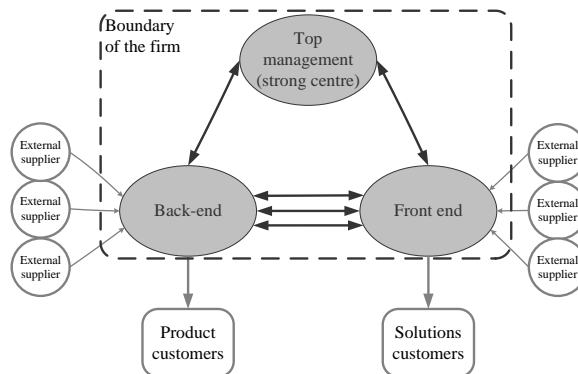 Boundary
of the firm
Top
management
(strong centre)
External
supplier
External
supplier
External
supplier
Back-end
Front end
External
supplier
External
supplier
External
supplier
Product
customers
Solutions
customers